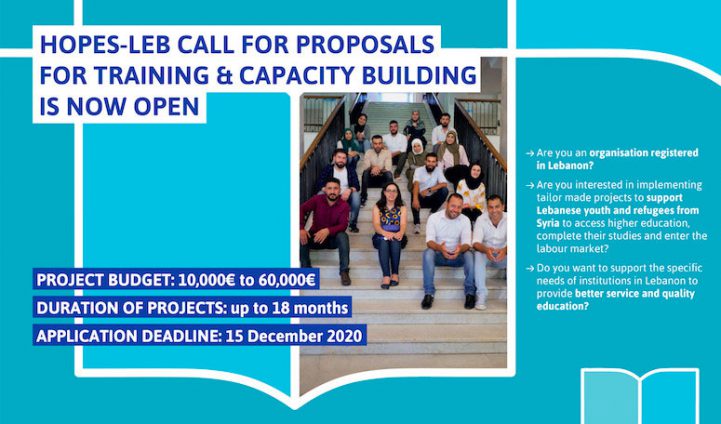 HOPES-LEB CALL FOR PROPOSALS
FOR TRAINING & CAPACITY BUILDING
IS NOW OPEN
PROJECT BUDGET: 10,000€ to 60,000€
DURATION OF PROJECTS: up to 18 months
APPLICATION DEADLINE: 15 December 2020
→ Are you an organisation registered
in Lebanon?
→ Are you interested in implementing
tailor made projects to support
Lebanese youth and refugees from
Syria to access higher education,
complete their studies and enter the
labour market?
→ Do you want to support the specific
needs of institutions in Lebanon to
provide better service and quality
education?